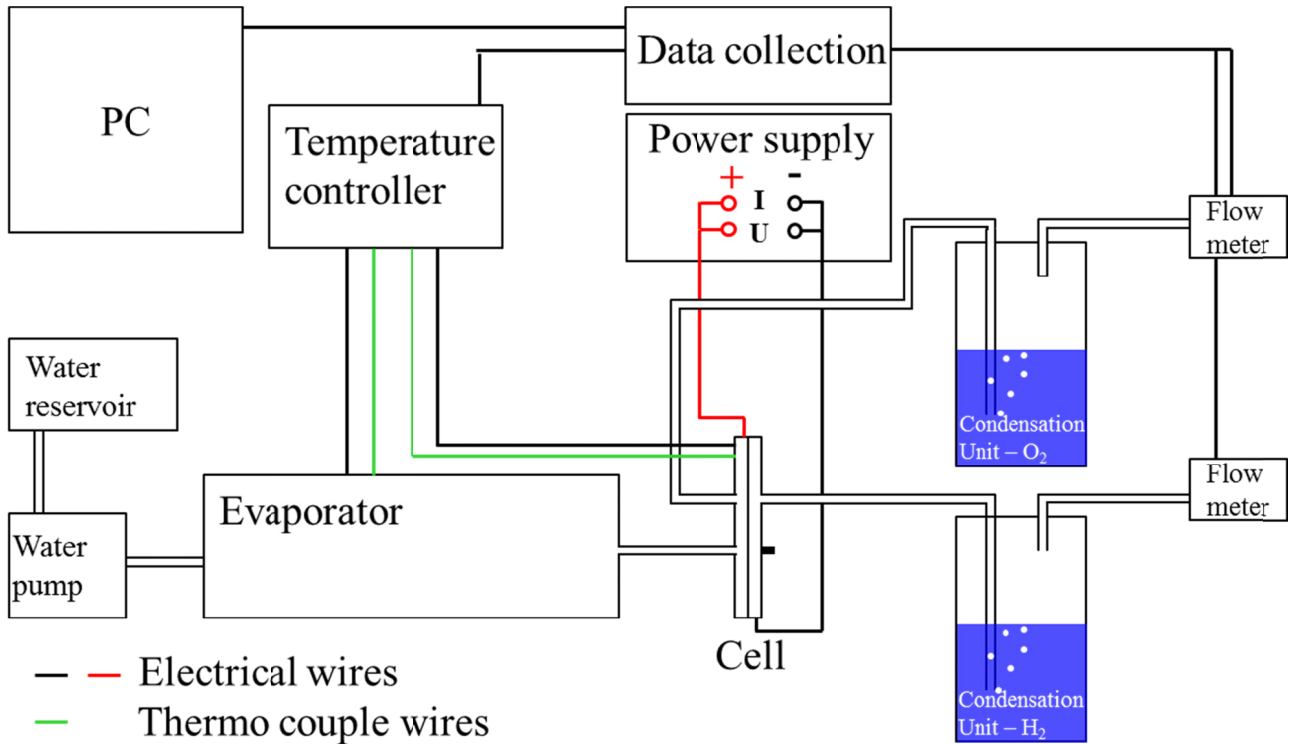 PC
Data collection
Temperature
controller
Power supply
+ -
I
U
Flow
meter
Water
reservoir
Condensation
Unit – O₂
Evaporator
Flow
meter
Water
pump
Cell
Condensation
Unit – H₂
Electrical wires
Thermo couple wires